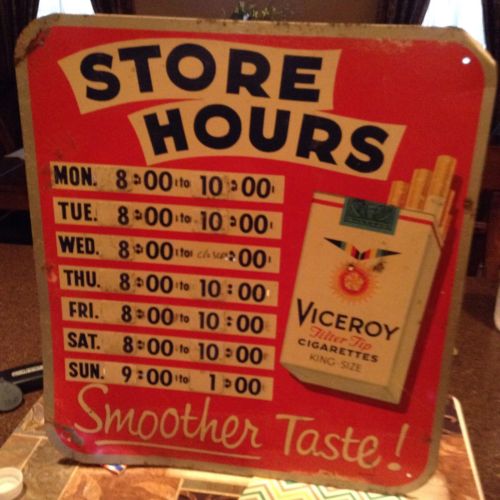 STORE
HOURS
MON. 8:00 to 10:00
TUE. 8:00 to 10:00
WED. 8:00 to closed:00
THU. 8:00 to 10:00
FRI. 8:00 to 10:00
SAT. 8:00 to 10:00
SUN. 9:00 to 1:00
VICEROY
Filter Tip
CIGARETTES
KING-SIZE
Smoother Taste!